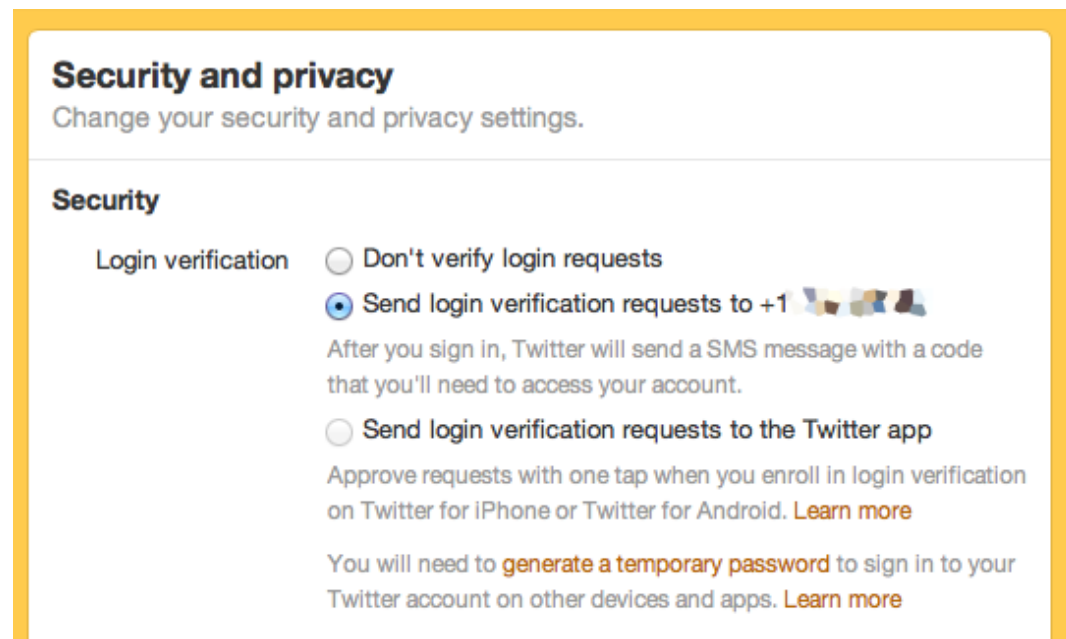 Security and privacy
Change your security and privacy settings.
Security
Login verification
Don't verify login requests
Send login verification requests to +1
After you sign in, Twitter will send a SMS message with a code
that you'll need to access your account.
Send login verification requests to the Twitter app
Approve requests with one tap when you enroll in login verification
on Twitter for iPhone or Twitter for Android. Learn more
You will need to generate a temporary password to sign in to your
Twitter account on other devices and apps. Learn more